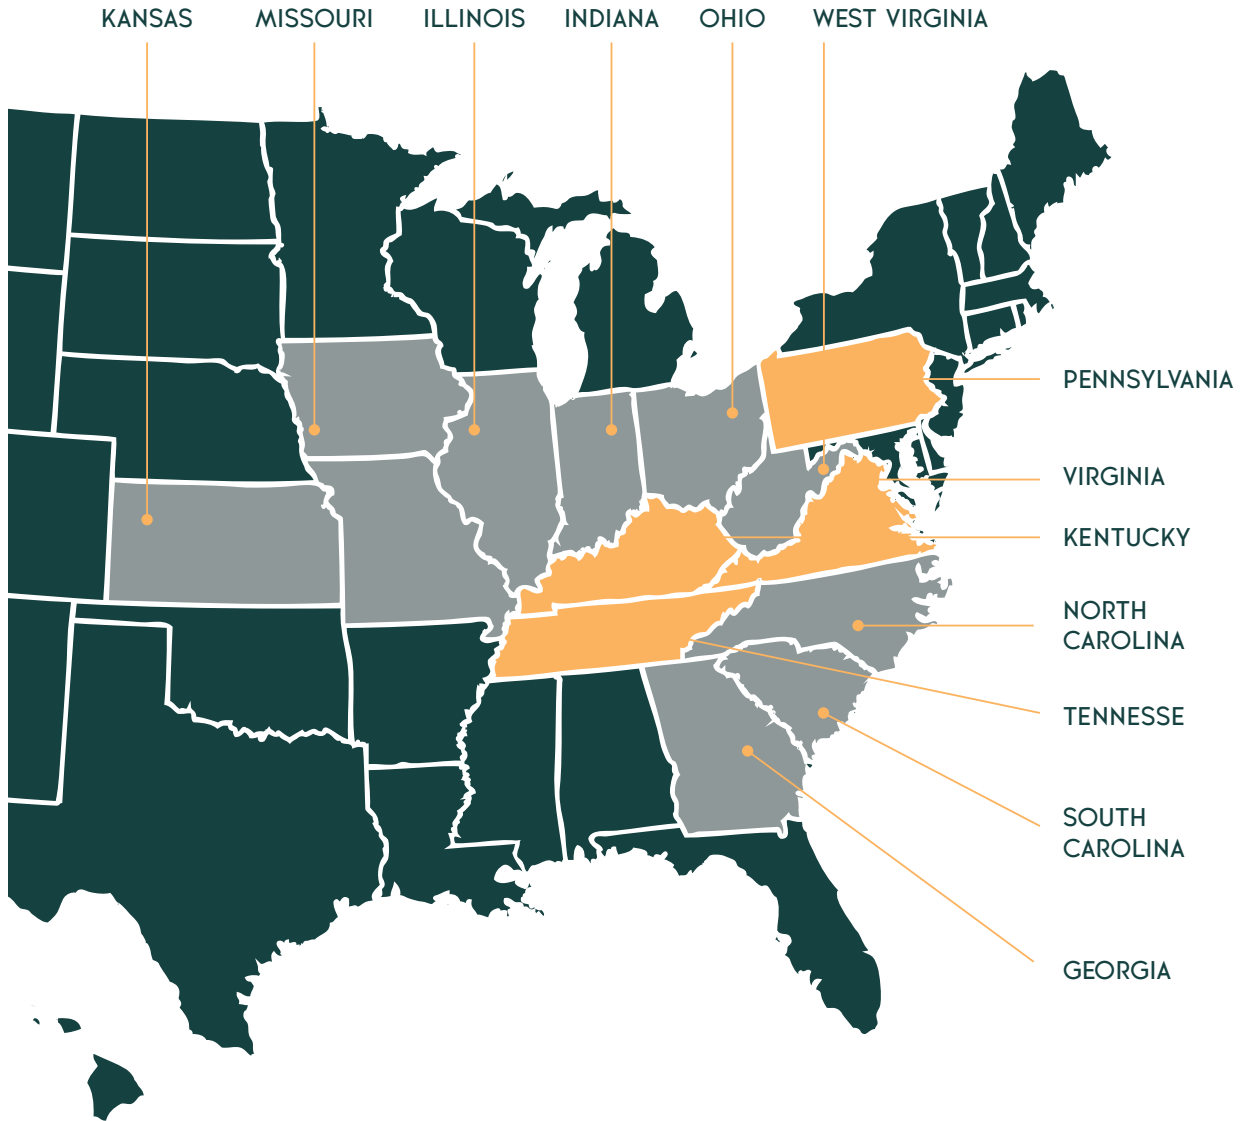 KANSAS
MISSOURI
ILLINOIS
INDIANA
OHIO
WEST VIRGINIA
PENNSYLVANIA
VIRGINIA
KENTUCKY
NORTH
CAROLINA
TENNESSE
SOUTH
CAROLINA
GEORGIA